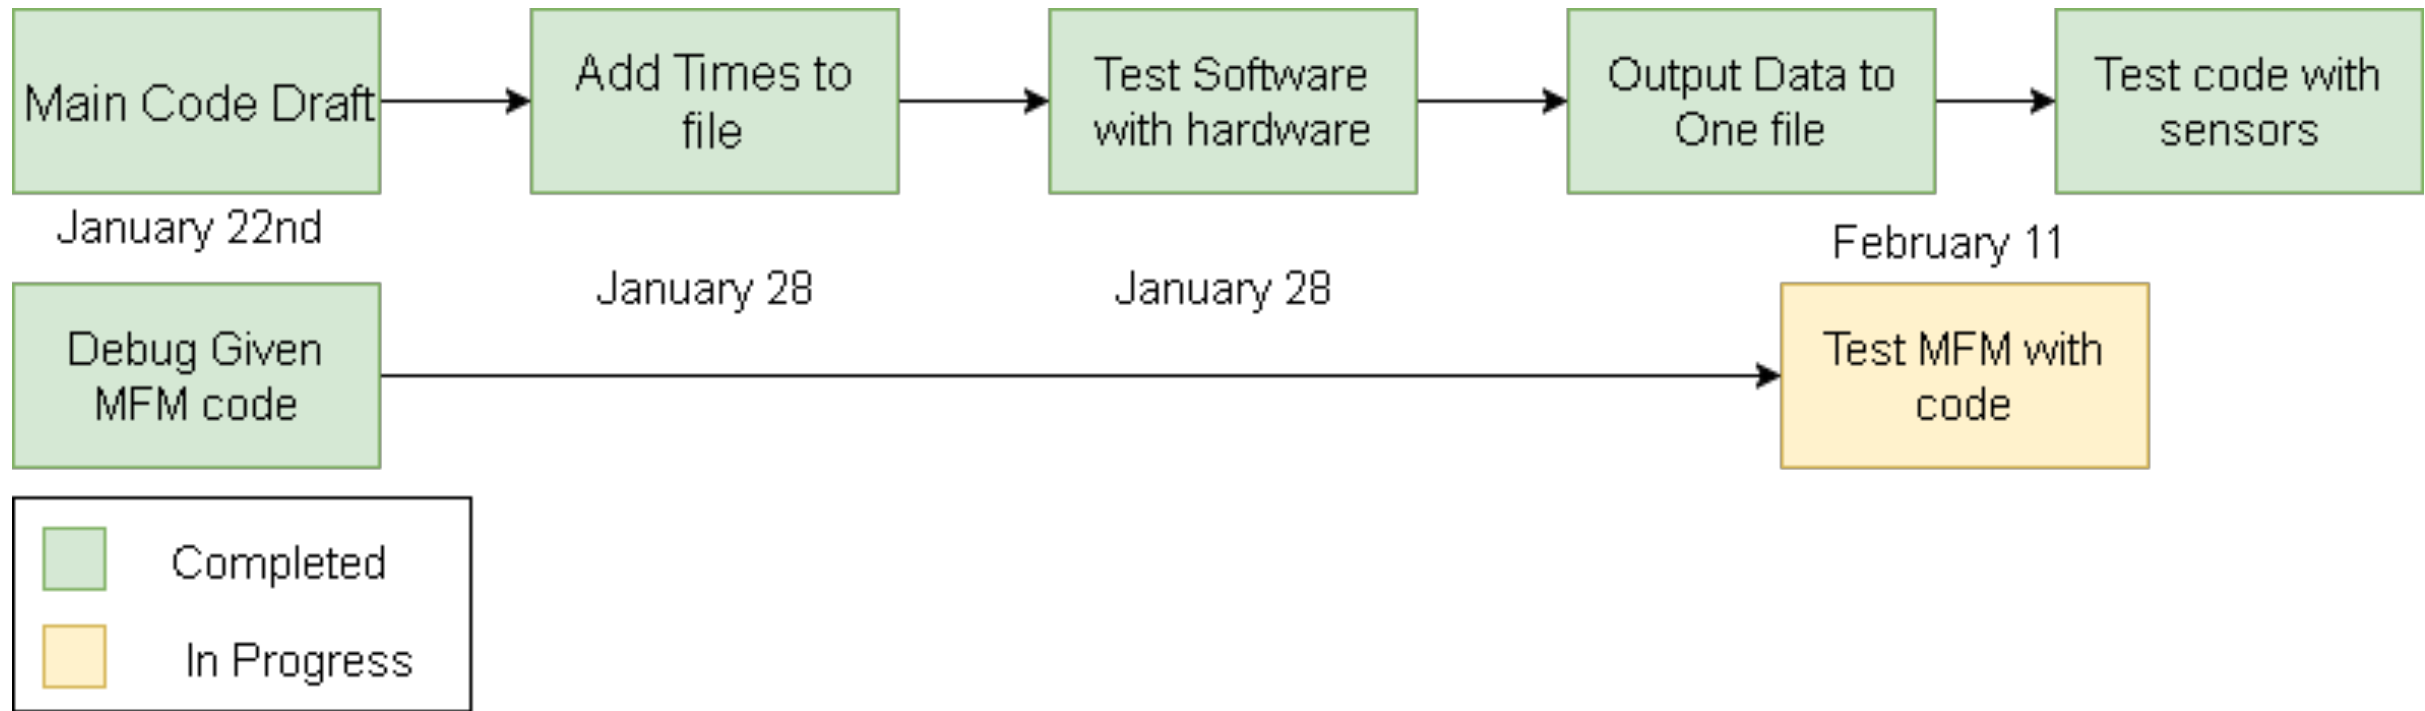 Main Code Draft
Add Times to
file
Test Software
with hardware
Output Data to
One file
Test code with
sensors
January 22nd
January 28
January 28
February 11
Debug Given
MFM code
Test MFM with
code
Completed
In Progress